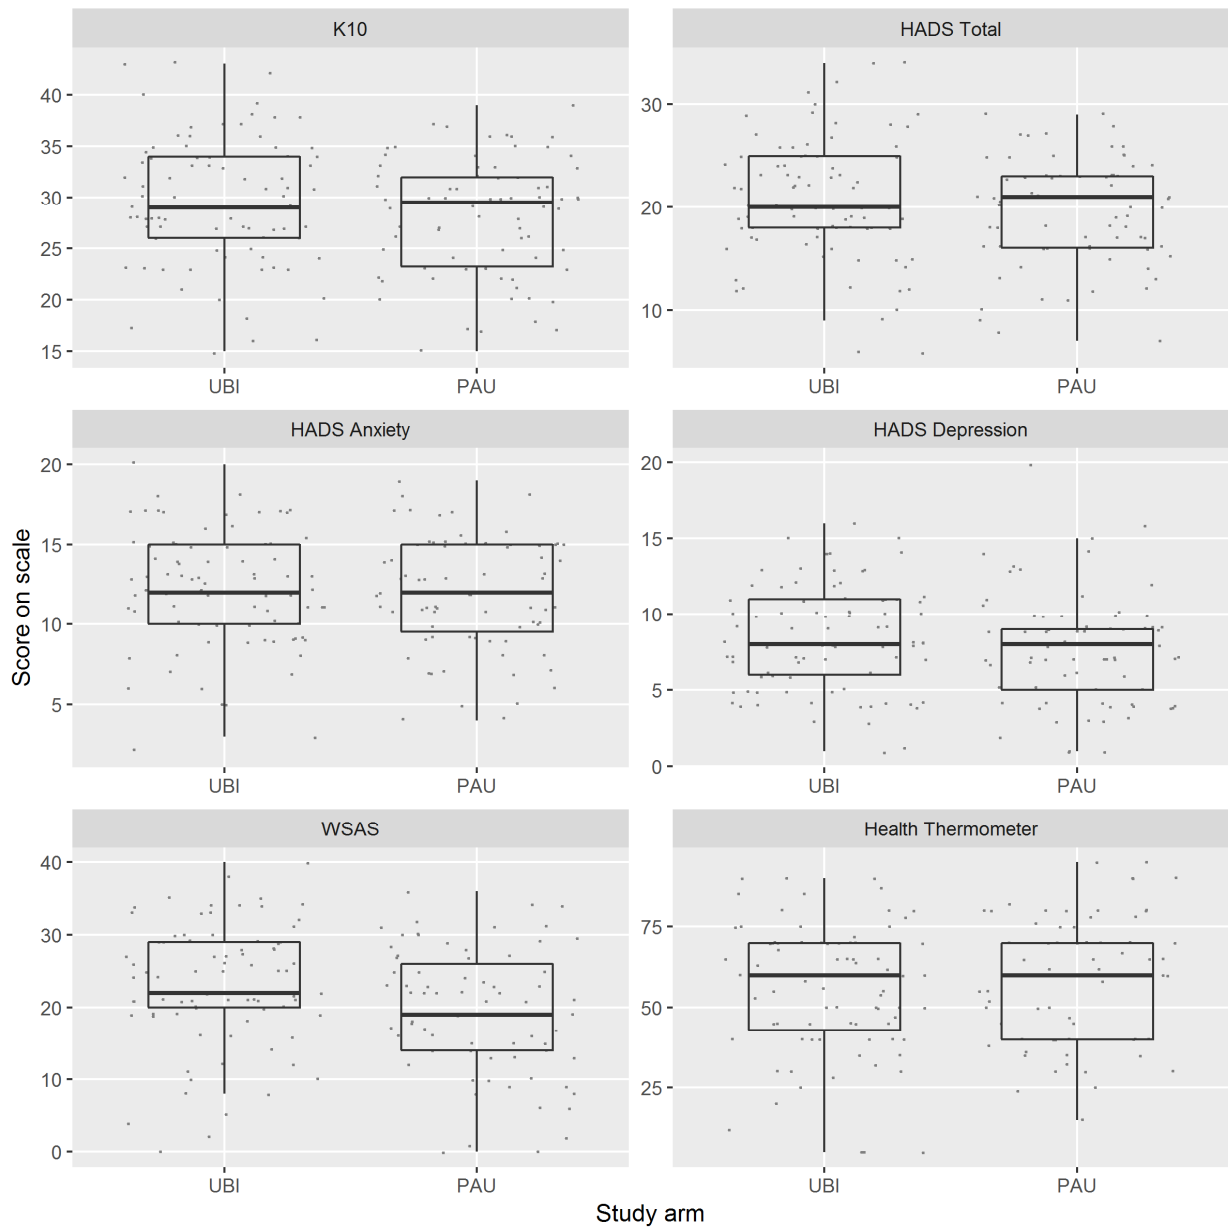 K10
HADS Total
40
35
30
25
20
15
30
20
10
UBI
PAU
UBI
PAU
HADS Anxiety
HADS Depression
20
15
10
5
20
15
10
5
0
UBI
PAU
UBI
PAU
WSAS
Health Thermometer
40
30
20
10
0
75
50
25
UBI
PAU
UBI
PAU
Score on scale
Study arm